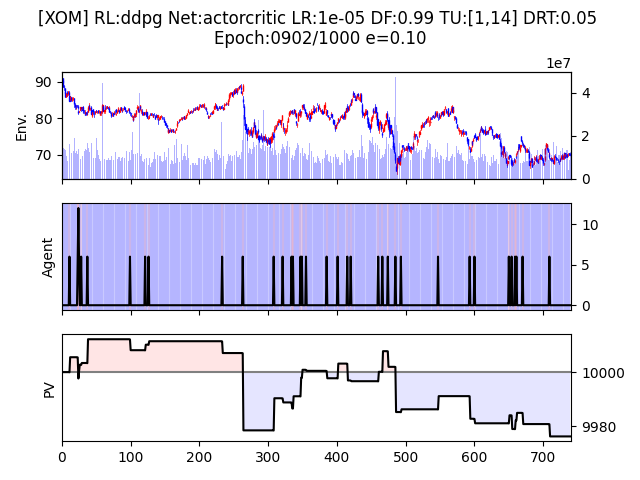 [XOM] RL:ddpg Net:actorcritic LR:1e-05 DF:0.99 TU:[1,14] DRT:0.05
Epoch:0902/1000 e=0.10
1e7
90
80
70
Env.
4
2
0
Agent
10
5
0
PV
10000
9980
0 100 200 300 400 500 600 700